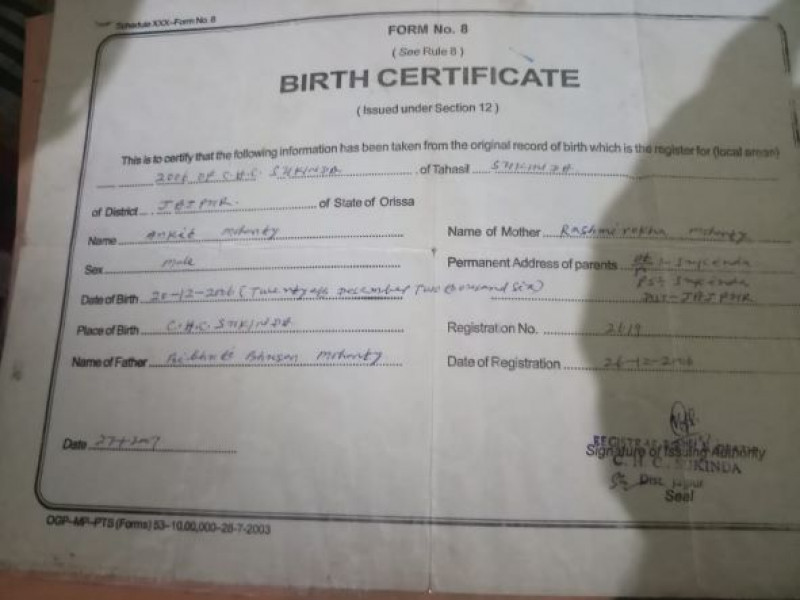 Schedule XXX-Form No. 8
FORM No. 8
( See Rule 8 )
BIRTH CERTIFICATE
( Issued under Section 12 )
This is to certify that the following information has been taken from the original record of birth which is the register for (local area)
2006 OF C.H.C. SUKINDA of Tahasil SUKINDA
of District JAJPUR. of State of Orissa
Name Ankit Mohanty
Sex Male
Date of Birth 20-12-2006 ( Twenty December Two thousand Six )
Place of Birth C.H.C. SUKINDA
Name of Father Bibhuti Bhusan Mohanty
Name of Mother Rashmirekha Mohanty
Permanent Address of parents At- Sukinda
PS- Sukinda
Dist- JAJPUR
Registration No. 2619
Date of Registration 26-12-2006
Date
REGISTRAR
Signature of Issuing Authority
C. H. C. SUKINDA
Dist.
Seal
OGP-MP-PTS (Forms) 53-10,00,000-28-7-2003